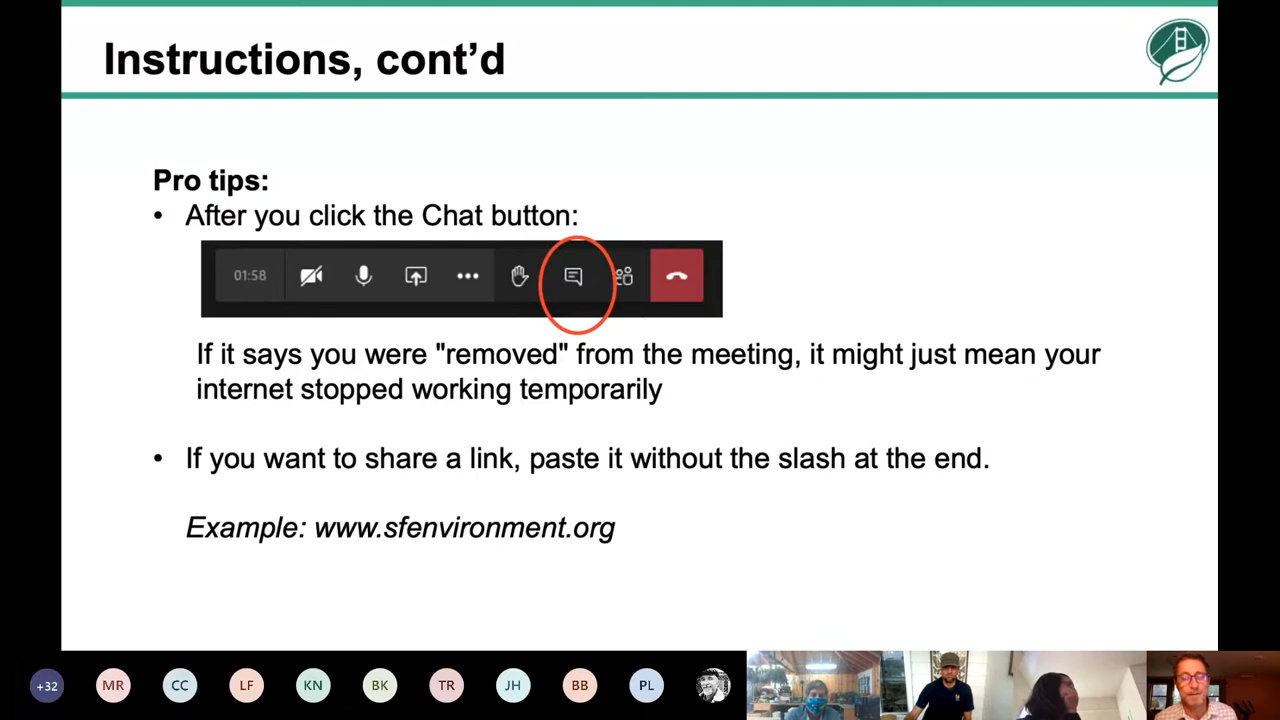 Instructions, cont’d
Pro tips:
• After you click the Chat button:
01:58
If it says you were "removed" from the meeting, it might just mean your
internet stopped working temporarily
• If you want to share a link, paste it without the slash at the end.
Example: www.sfenvironment.org
+32 MR CC LF KN BK TR JH BB PL